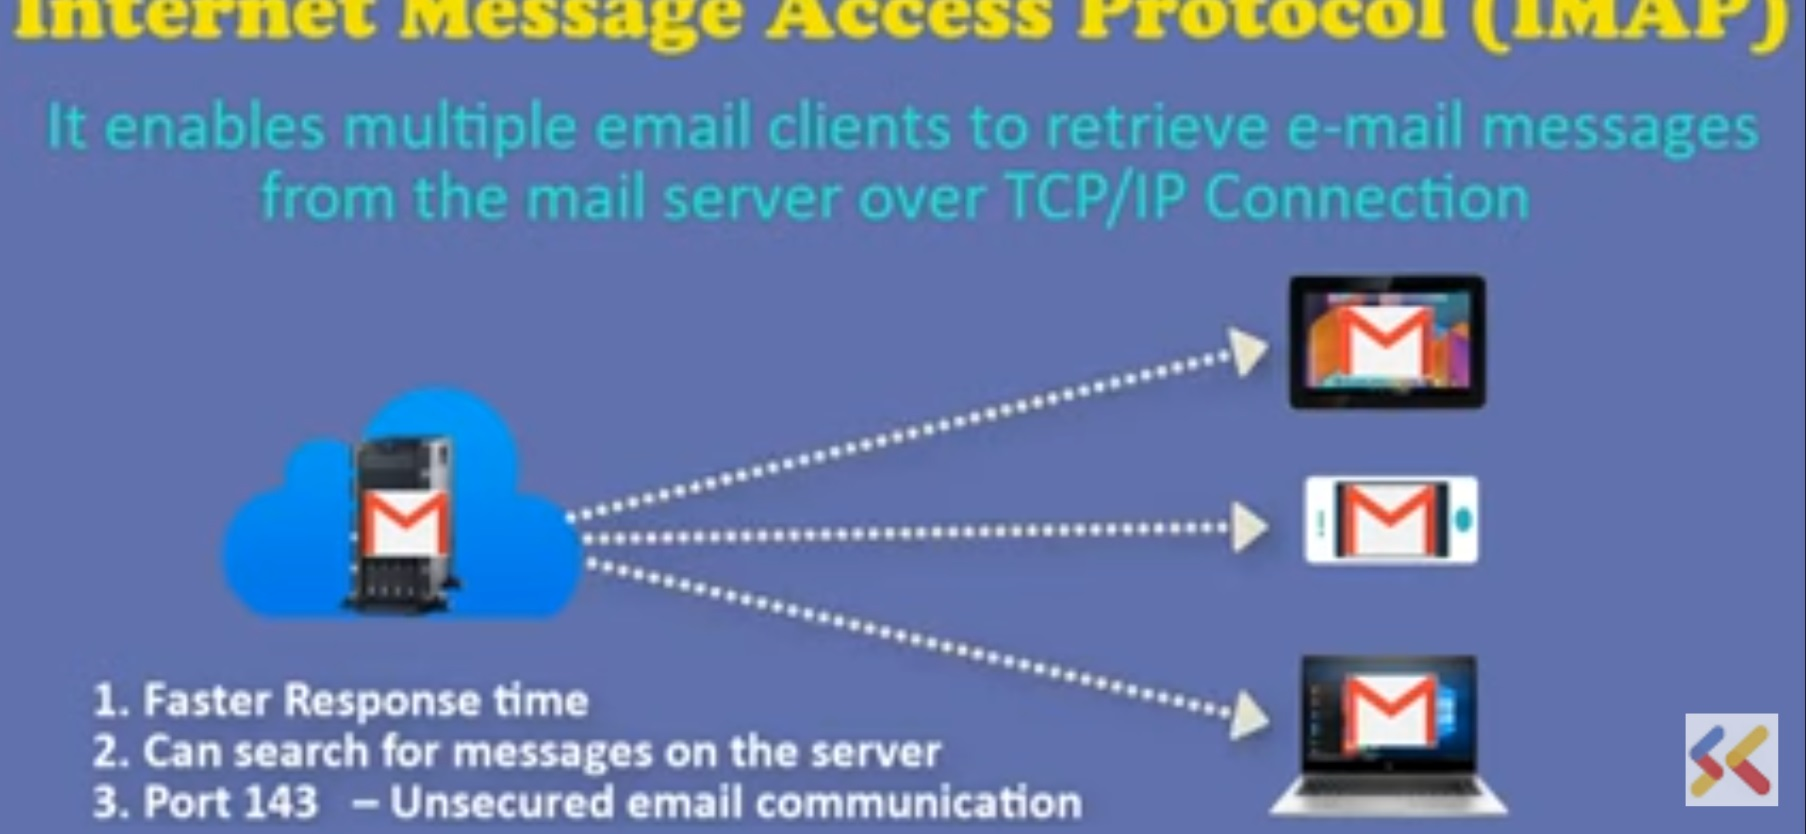 Internet Message Access Protocol (IMAP)
It enables multiple email clients to retrieve e-mail messages
from the mail server over TCP/IP Connection
1. Faster Response time
2. Can search for messages on the server
3. Port 143 – Unsecured email communication